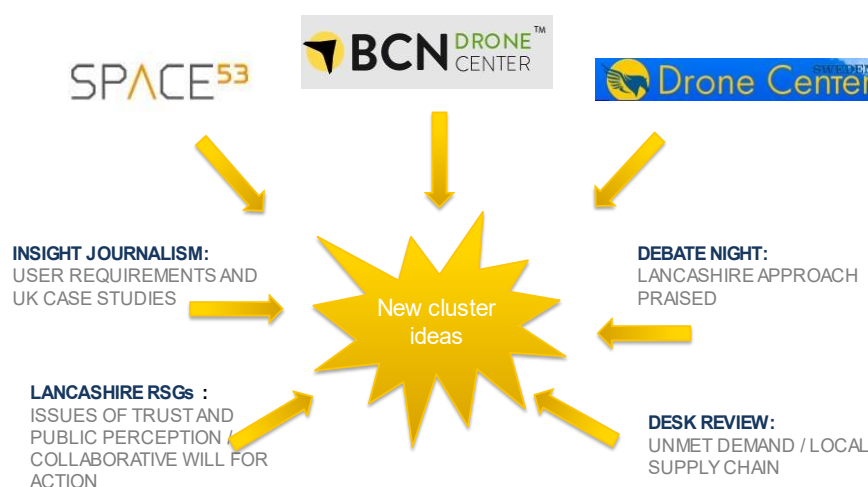 SPACE53
BCN DRONE CENTER™
SWEDEN
Drone Center
INSIGHT JOURNALISM:
USER REQUIREMENTS AND
UK CASE STUDIES
DEBATE NIGHT:
LANCASHIRE APPROACH
PRAISED
New cluster
ideas
LANCASHIRE RSGs :
ISSUES OF TRUST AND
PUBLIC PERCEPTION /
COLLABORATIVE WILL FOR
ACTION
DESK REVIEW:
UNMET DEMAND / LOCAL
SUPPLY CHAIN